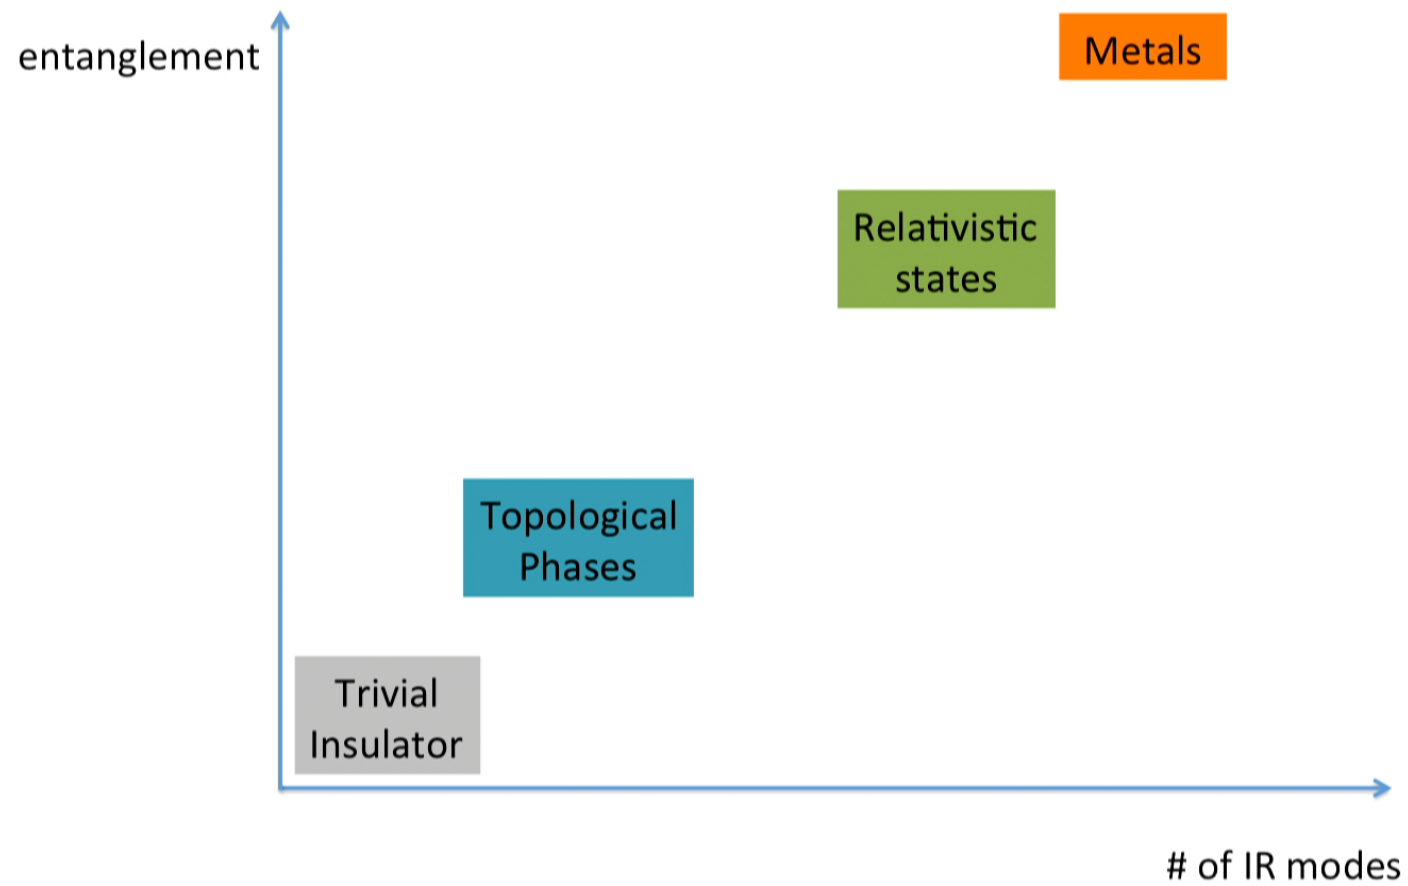 entanglement
Metals
Relativistic
states
Topological
Phases
Trivial
Insulator
# of IR modes